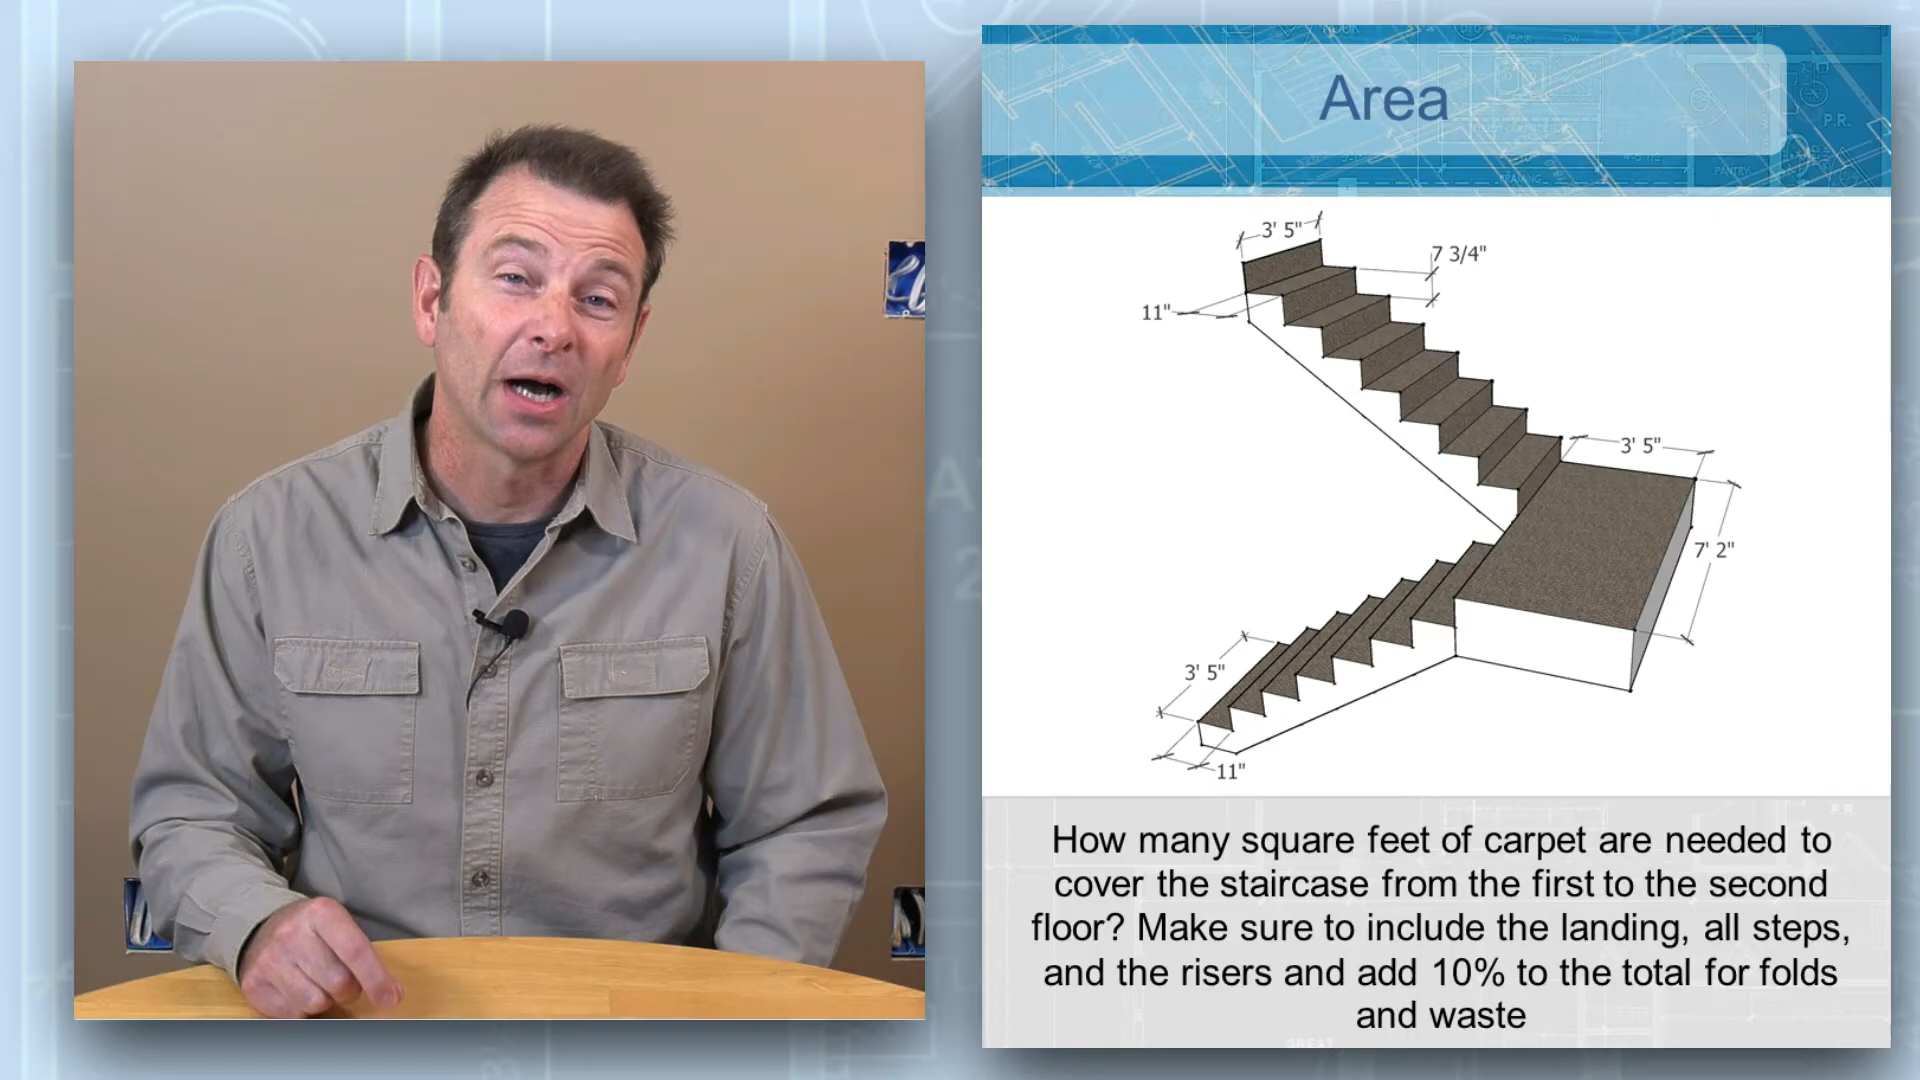 Area
3' 5"
7 3/4"
11"
3' 5"
7' 2"
3' 5"
11"
How many square feet of carpet are needed to
cover the staircase from the first to the second
floor? Make sure to include the landing, all steps,
and the risers and add 10% to the total for folds
and waste
P.R.
PANTRY